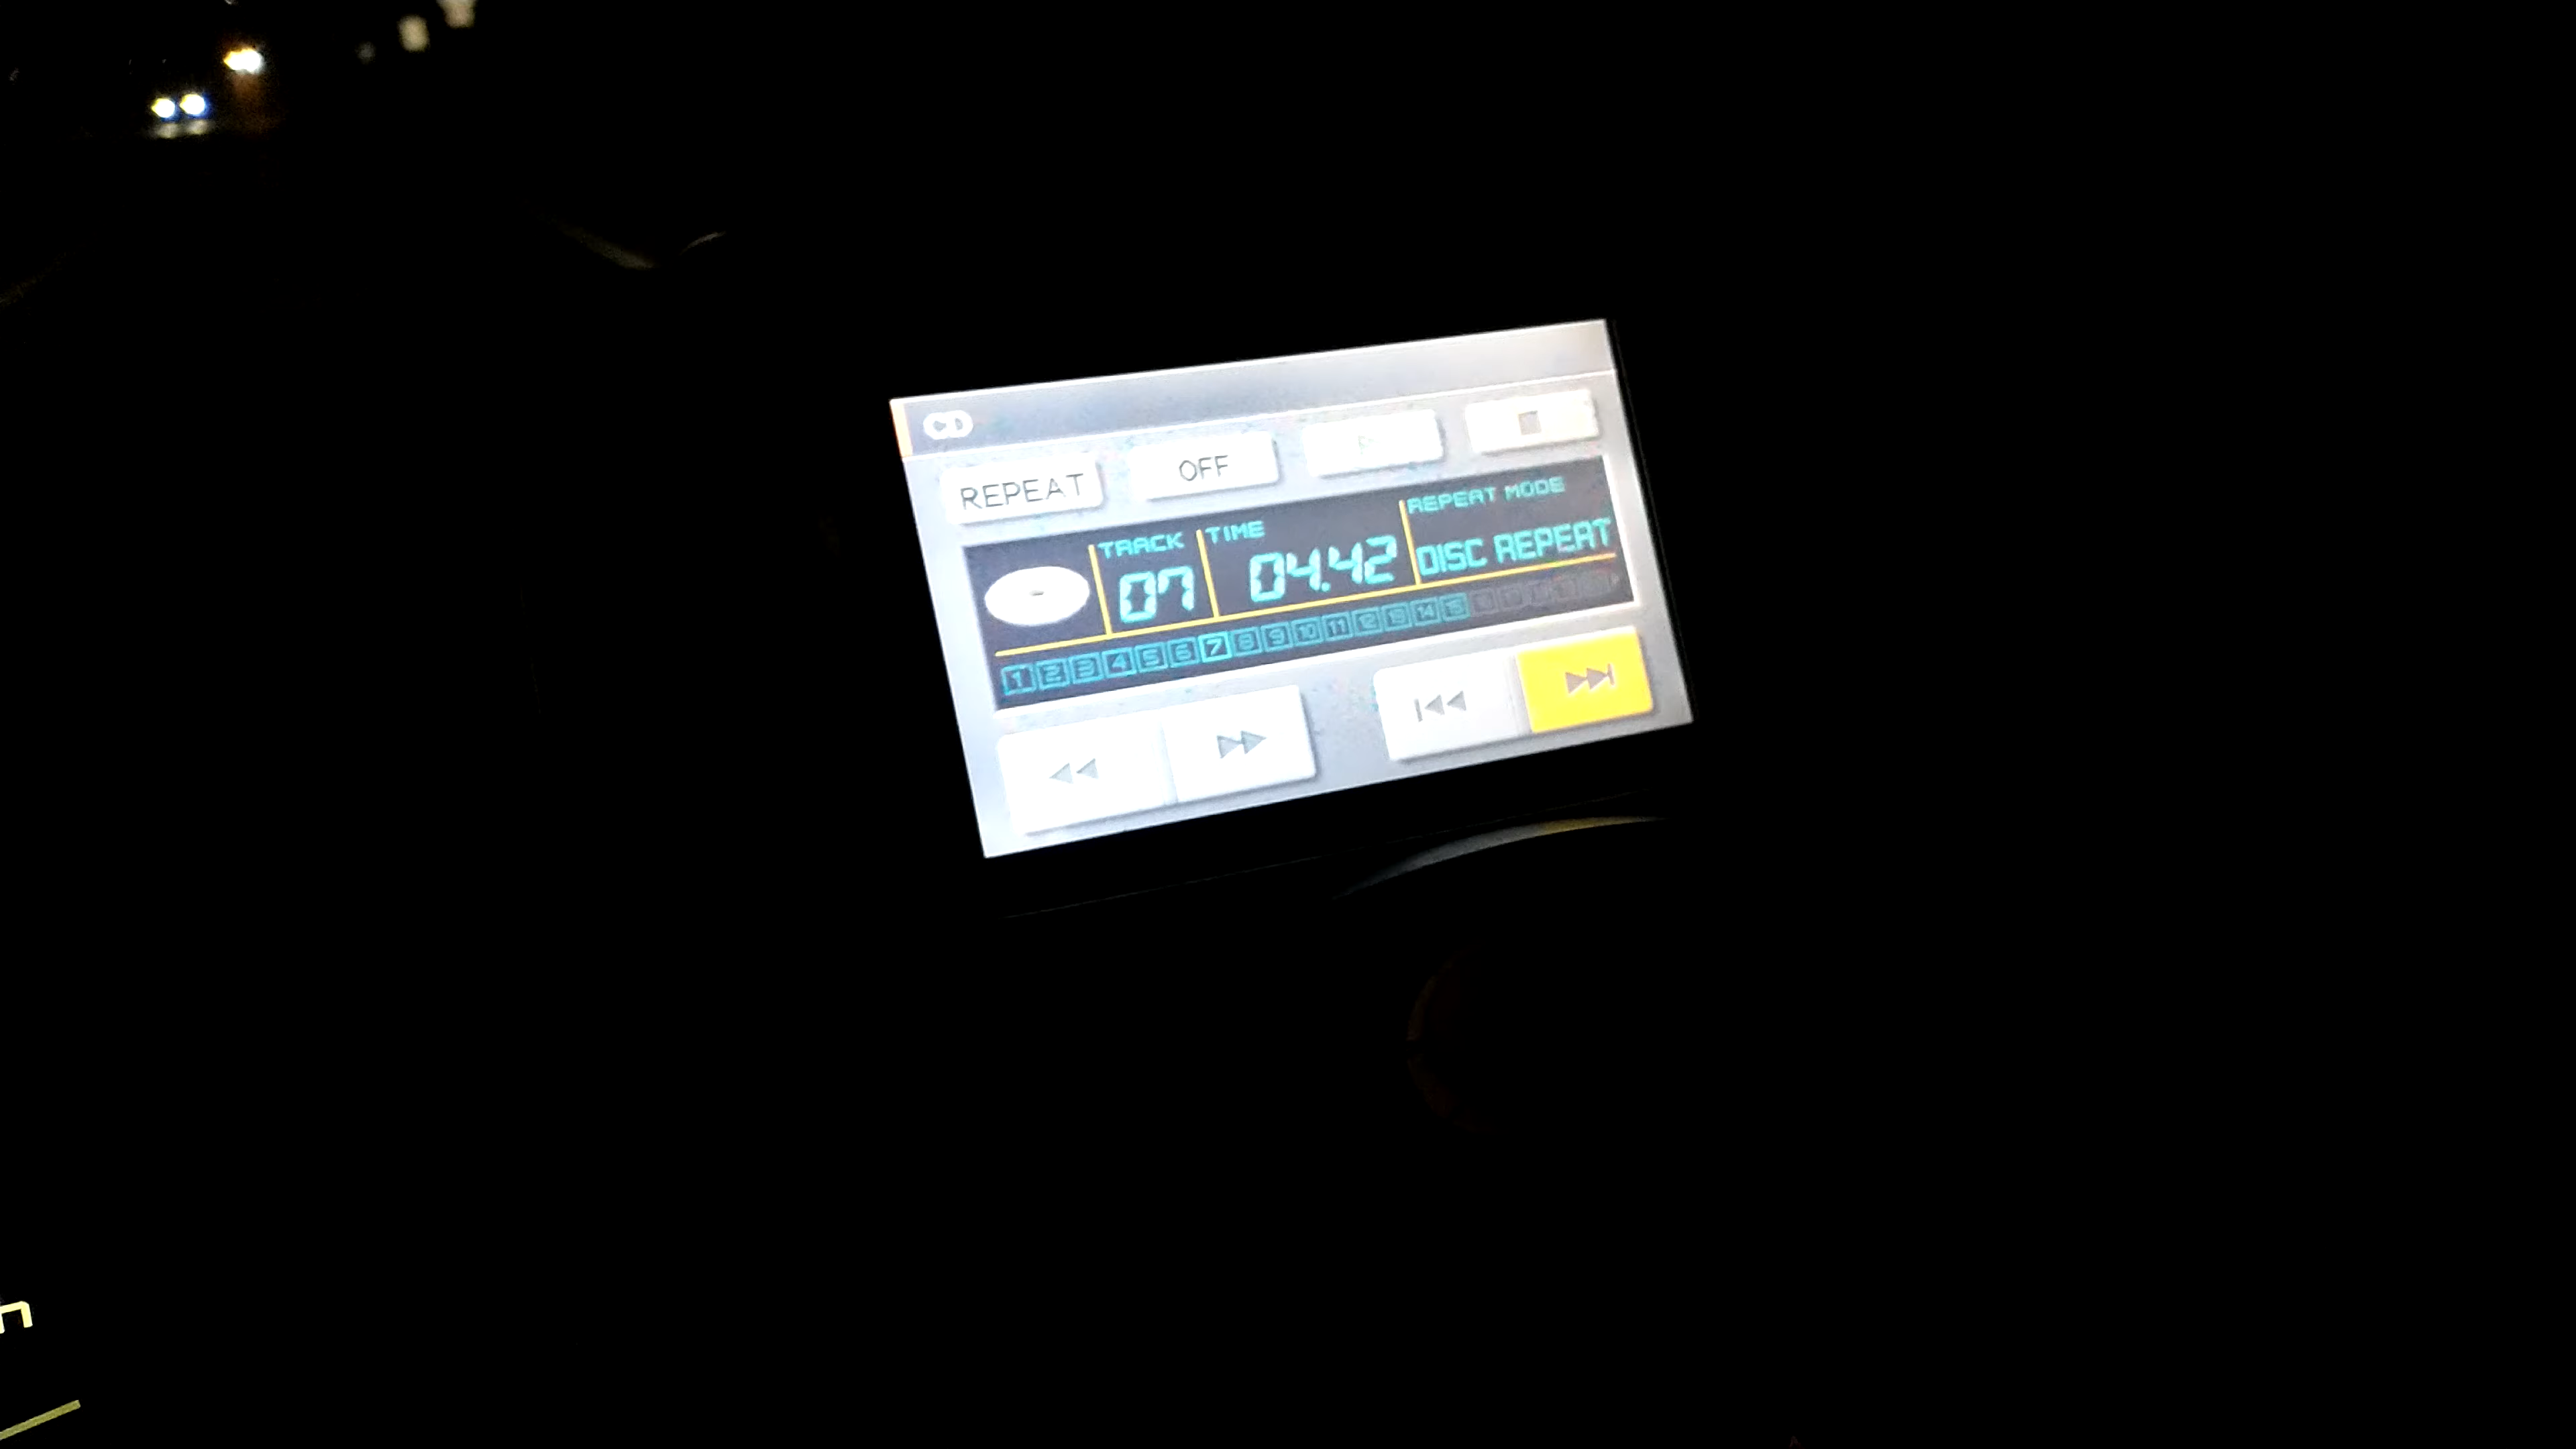 CD
REPEAT OFF
TRACK TIME REPEAT MODE
07 04.42 DISC REPEAT
1 2 3 4 5 6 7 8 9 10 11 12 13 14 15